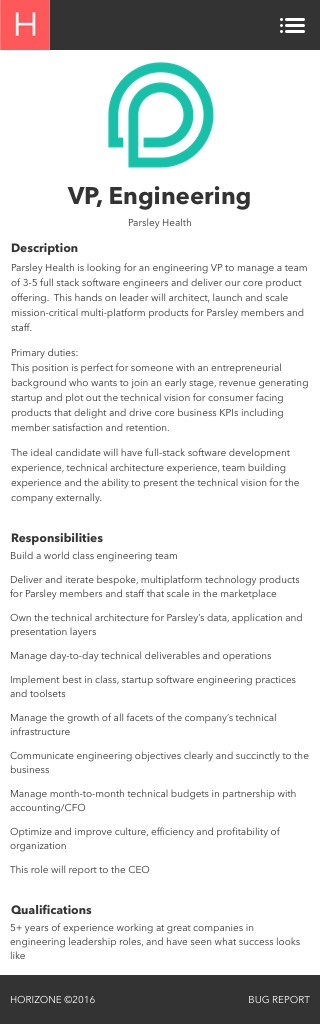 H
VP, Engineering
Parsley Health
Description
Parsley Health is looking for an engineering VP to manage a team
of 3-5 full stack software engineers and deliver our core product
offering.  This hands on leader will architect, launch and scale
mission-critical multi-platform products for Parsley members and
staff.
Primary duties:
This position is perfect for someone with an entrepreneurial
background who wants to join an early stage, revenue generating
startup and plot out the technical vision for consumer facing
products that delight and drive core business KPIs including
member satisfaction and retention.
The ideal candidate will have full-stack software development
experience, technical architecture experience, team building
experience and the ability to present the technical vision for the
company externally.
Responsibilities
Build a world class engineering team
Deliver and iterate bespoke, multiplatform technology products
for Parsley members and staff that scale in the marketplace
Own the technical architecture for Parsley's data, application and
presentation layers
Manage day-to-day technical deliverables and operations
Implement best in class, startup software engineering practices
and toolsets
Manage the growth of all facets of the company's technical
infrastructure
Communicate engineering objectives clearly and succinctly to the
business
Manage month-to-month technical budgets in partnership with
accounting/CFO
Optimize and improve culture, efficiency and profitability of
organization
This role will report to the CEO
Qualifications
5+ years of experience working at great companies in
engineering leadership roles, and have seen what success looks
like
HORIZONE ©2016 BUG REPORT